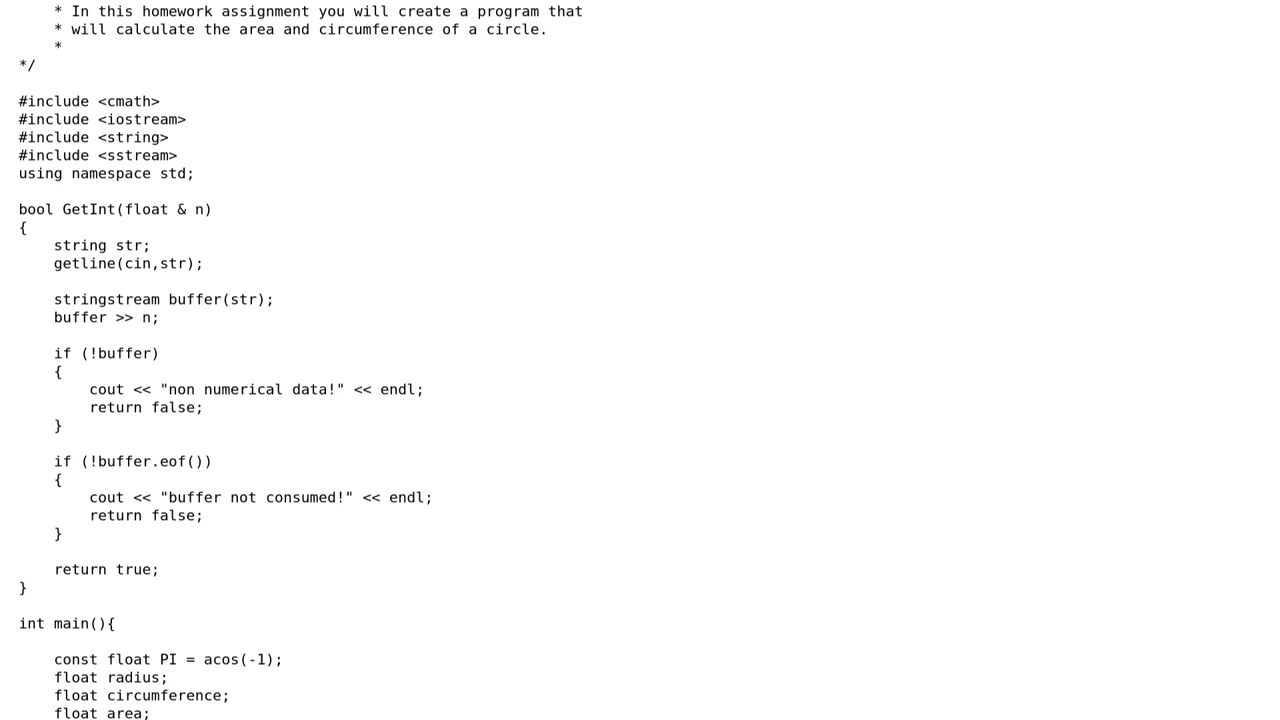 * In this homework assignment you will create a program that
    * will calculate the area and circumference of a circle.
    *
*/

#include <cmath>
#include <iostream>
#include <string>
#include <sstream>
using namespace std;

bool GetInt(float & n)
{
    string str;
    getline(cin,str);

    stringstream buffer(str);
    buffer >> n;

    if (!buffer)
    {
        cout << "non numerical data!" << endl;
        return false;
    }

    if (!buffer.eof())
    {
        cout << "buffer not consumed!" << endl;
        return false;
    }

    return true;
}

int main(){

    const float PI = acos(-1);
    float radius;
    float circumference;
    float area;